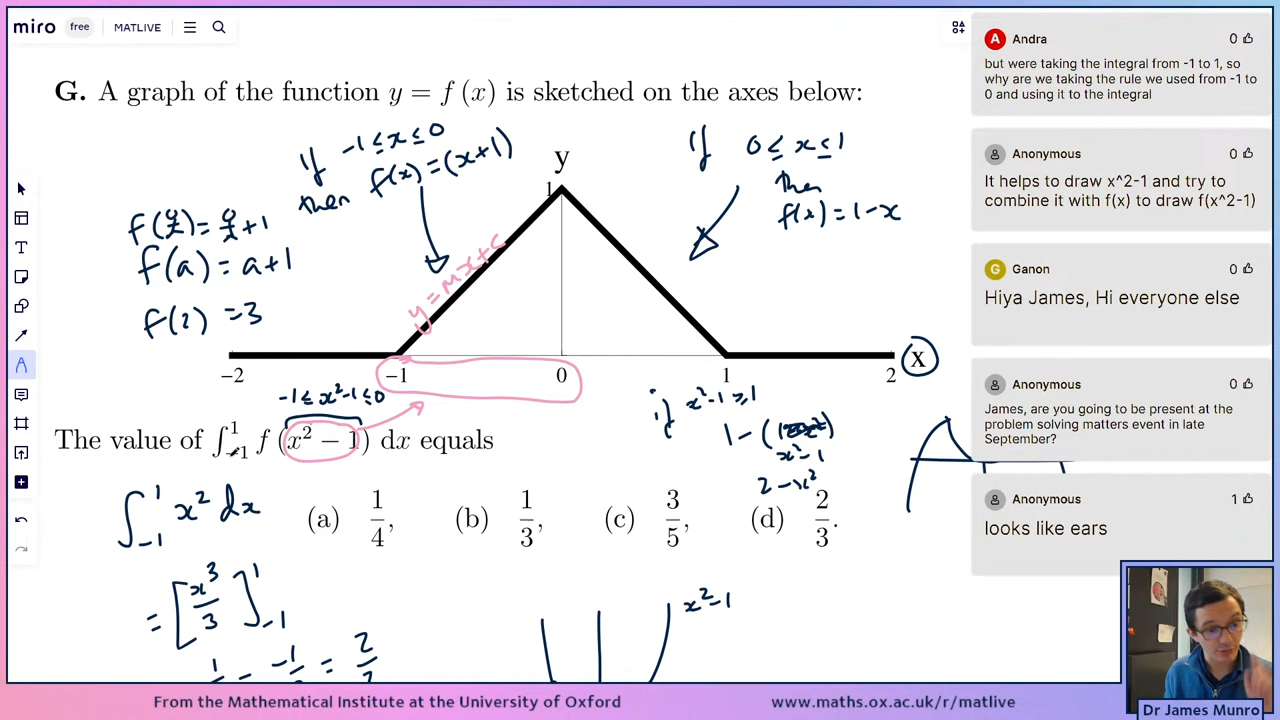 miro free MATLIVE
G. A graph of the function y = f (x) is sketched on the axes below:
if -1 ≤ x ≤ 0
then f(x) = (x+1)
if 0 ≤ x ≤ 1
then
f(x) = 1-x
f(a) = a+1
f(2) = 3
y = mx+c
y
1
-2 -1 0 1 2 x
-1 ≤ x²-1 ≤ 0
if x²-1 ≥ 1
x²-1
2-x²
The value of ∫₋₁¹ f (x² − 1) dx equals
(a) 1/4, (b) 1/3, (c) 3/5, (d) 2/3.
∫₋₁¹ x² dx
= [x³/3]₋₁¹
x²-1
A Andra 0
but were taking the integral from -1 to 1, so
why are we taking the rule we used from -1 to
0 and using it to the integral
Anonymous 0
It helps to draw x^2-1 and try to
combine it with f(x) to draw f(x^2-1)
G Ganon 0
Hiya James, Hi everyone else
Anonymous 0
James, are you going to be present at the
problem solving matters event in late
September?
Anonymous 1
looks like ears
From the Mathematical Institute at the University of Oxford www.maths.ox.ac.uk/r/matlive
Dr James Munro